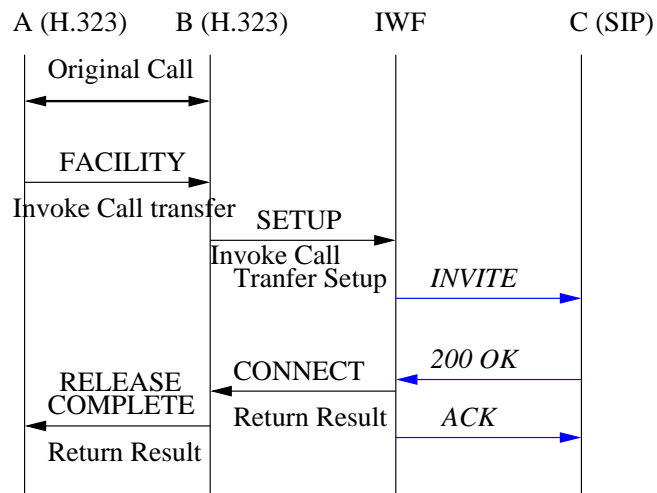 A (H.323) B (H.323) IWF C (SIP)
Original Call
FACILITY
Invoke Call transfer
SETUP
Invoke Call
Tranfer Setup
INVITE
200 OK
CONNECT
RELEASE
COMPLETE
Return Result
ACK
Return Result